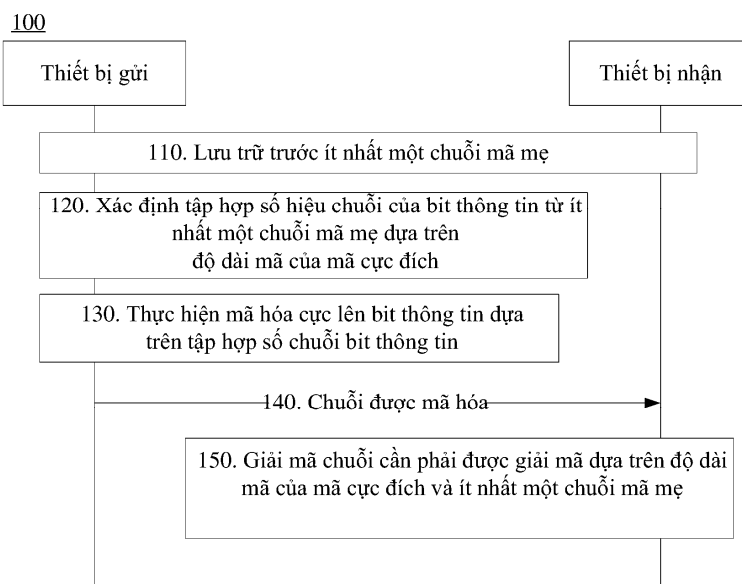 100
Thiết bị gửi
Thiết bị nhận
110. Lưu trữ trước ít nhất một chuỗi mã mẹ
120. Xác định tập hợp số hiệu chuỗi của bit thông tin từ ít
nhất một chuỗi mã mẹ dựa trên
độ dài mã của mã cực đích
130. Thực hiện mã hóa cực lên bit thông tin dựa
trên tập hợp số chuỗi bit thông tin
140. Chuỗi được mã hóa
150. Giải mã chuỗi cần phải được giải mã dựa trên độ dài
mã của mã cực đích và ít nhất một chuỗi mã mẹ